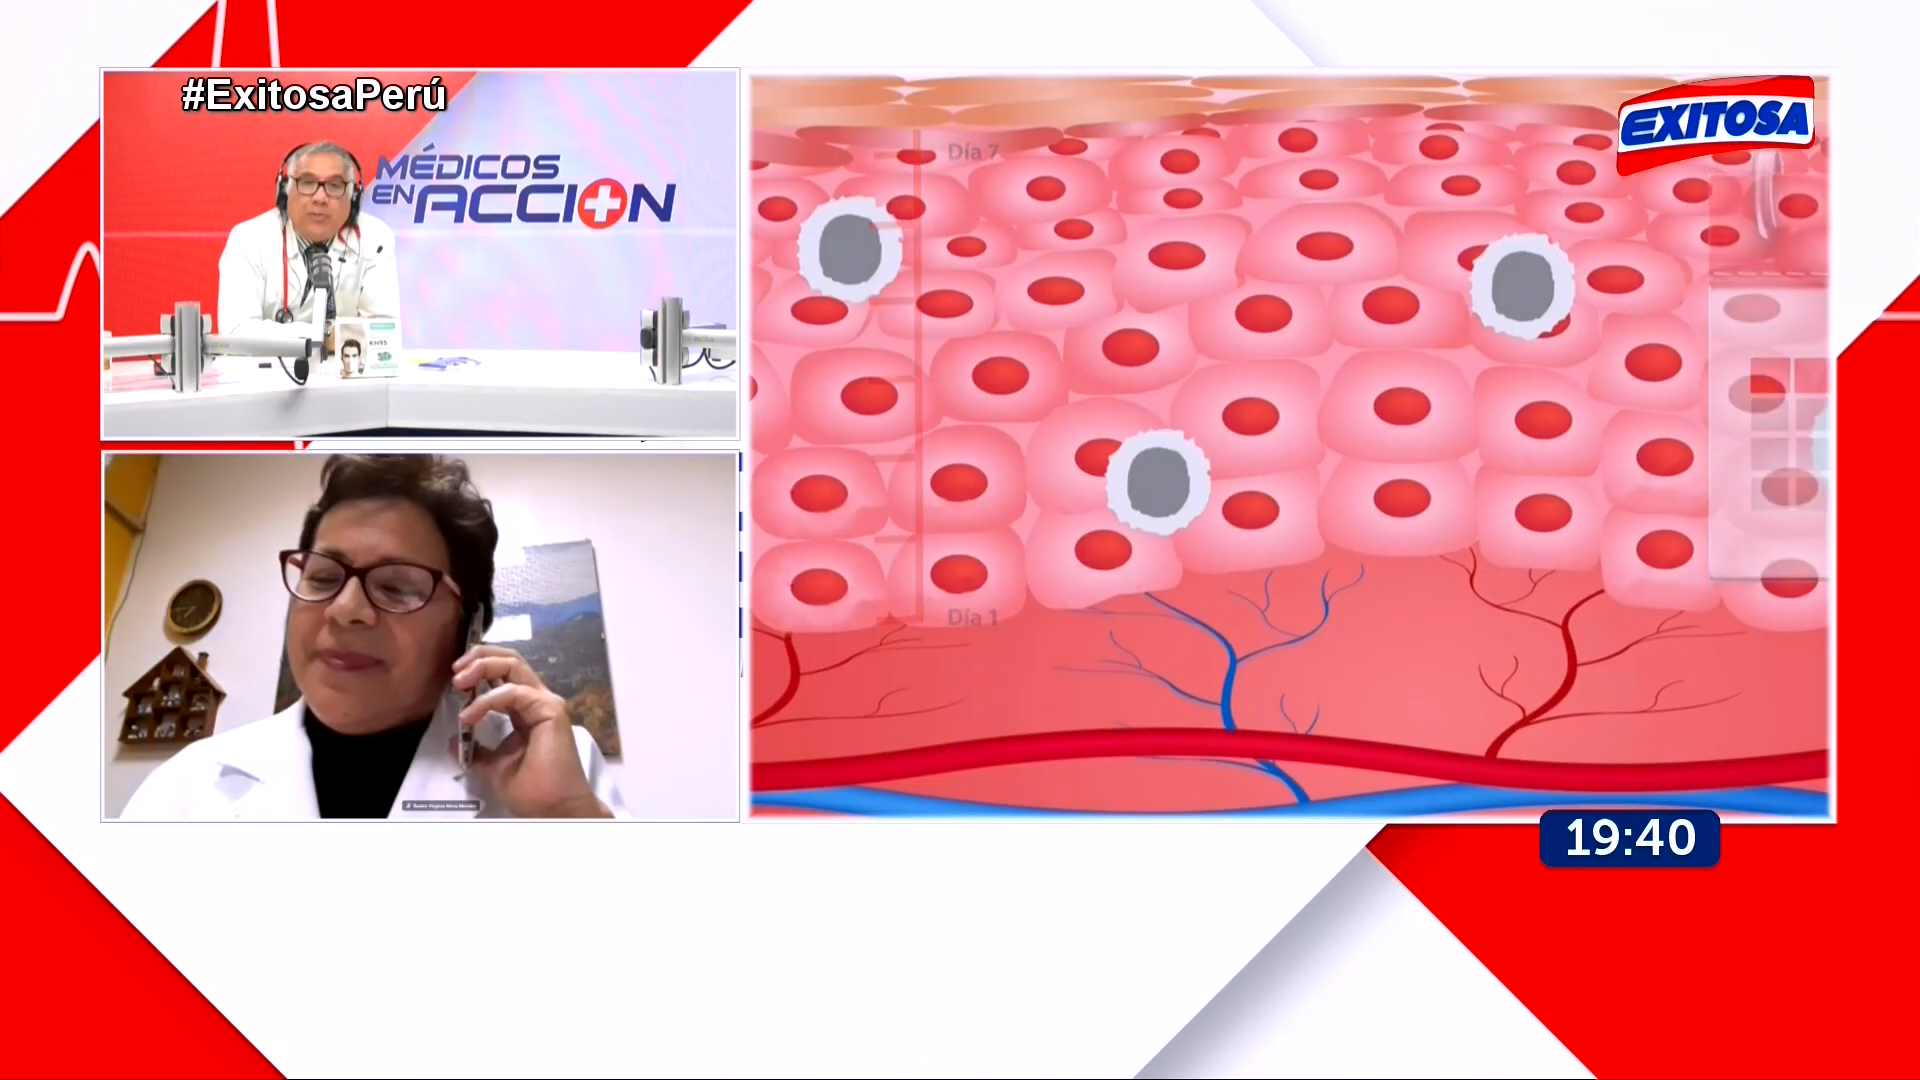 #ExitosaPerú
MÉDICOS
EN ACCIÓN
KN95
EXITOSA
Día 7
Día 1
19:40